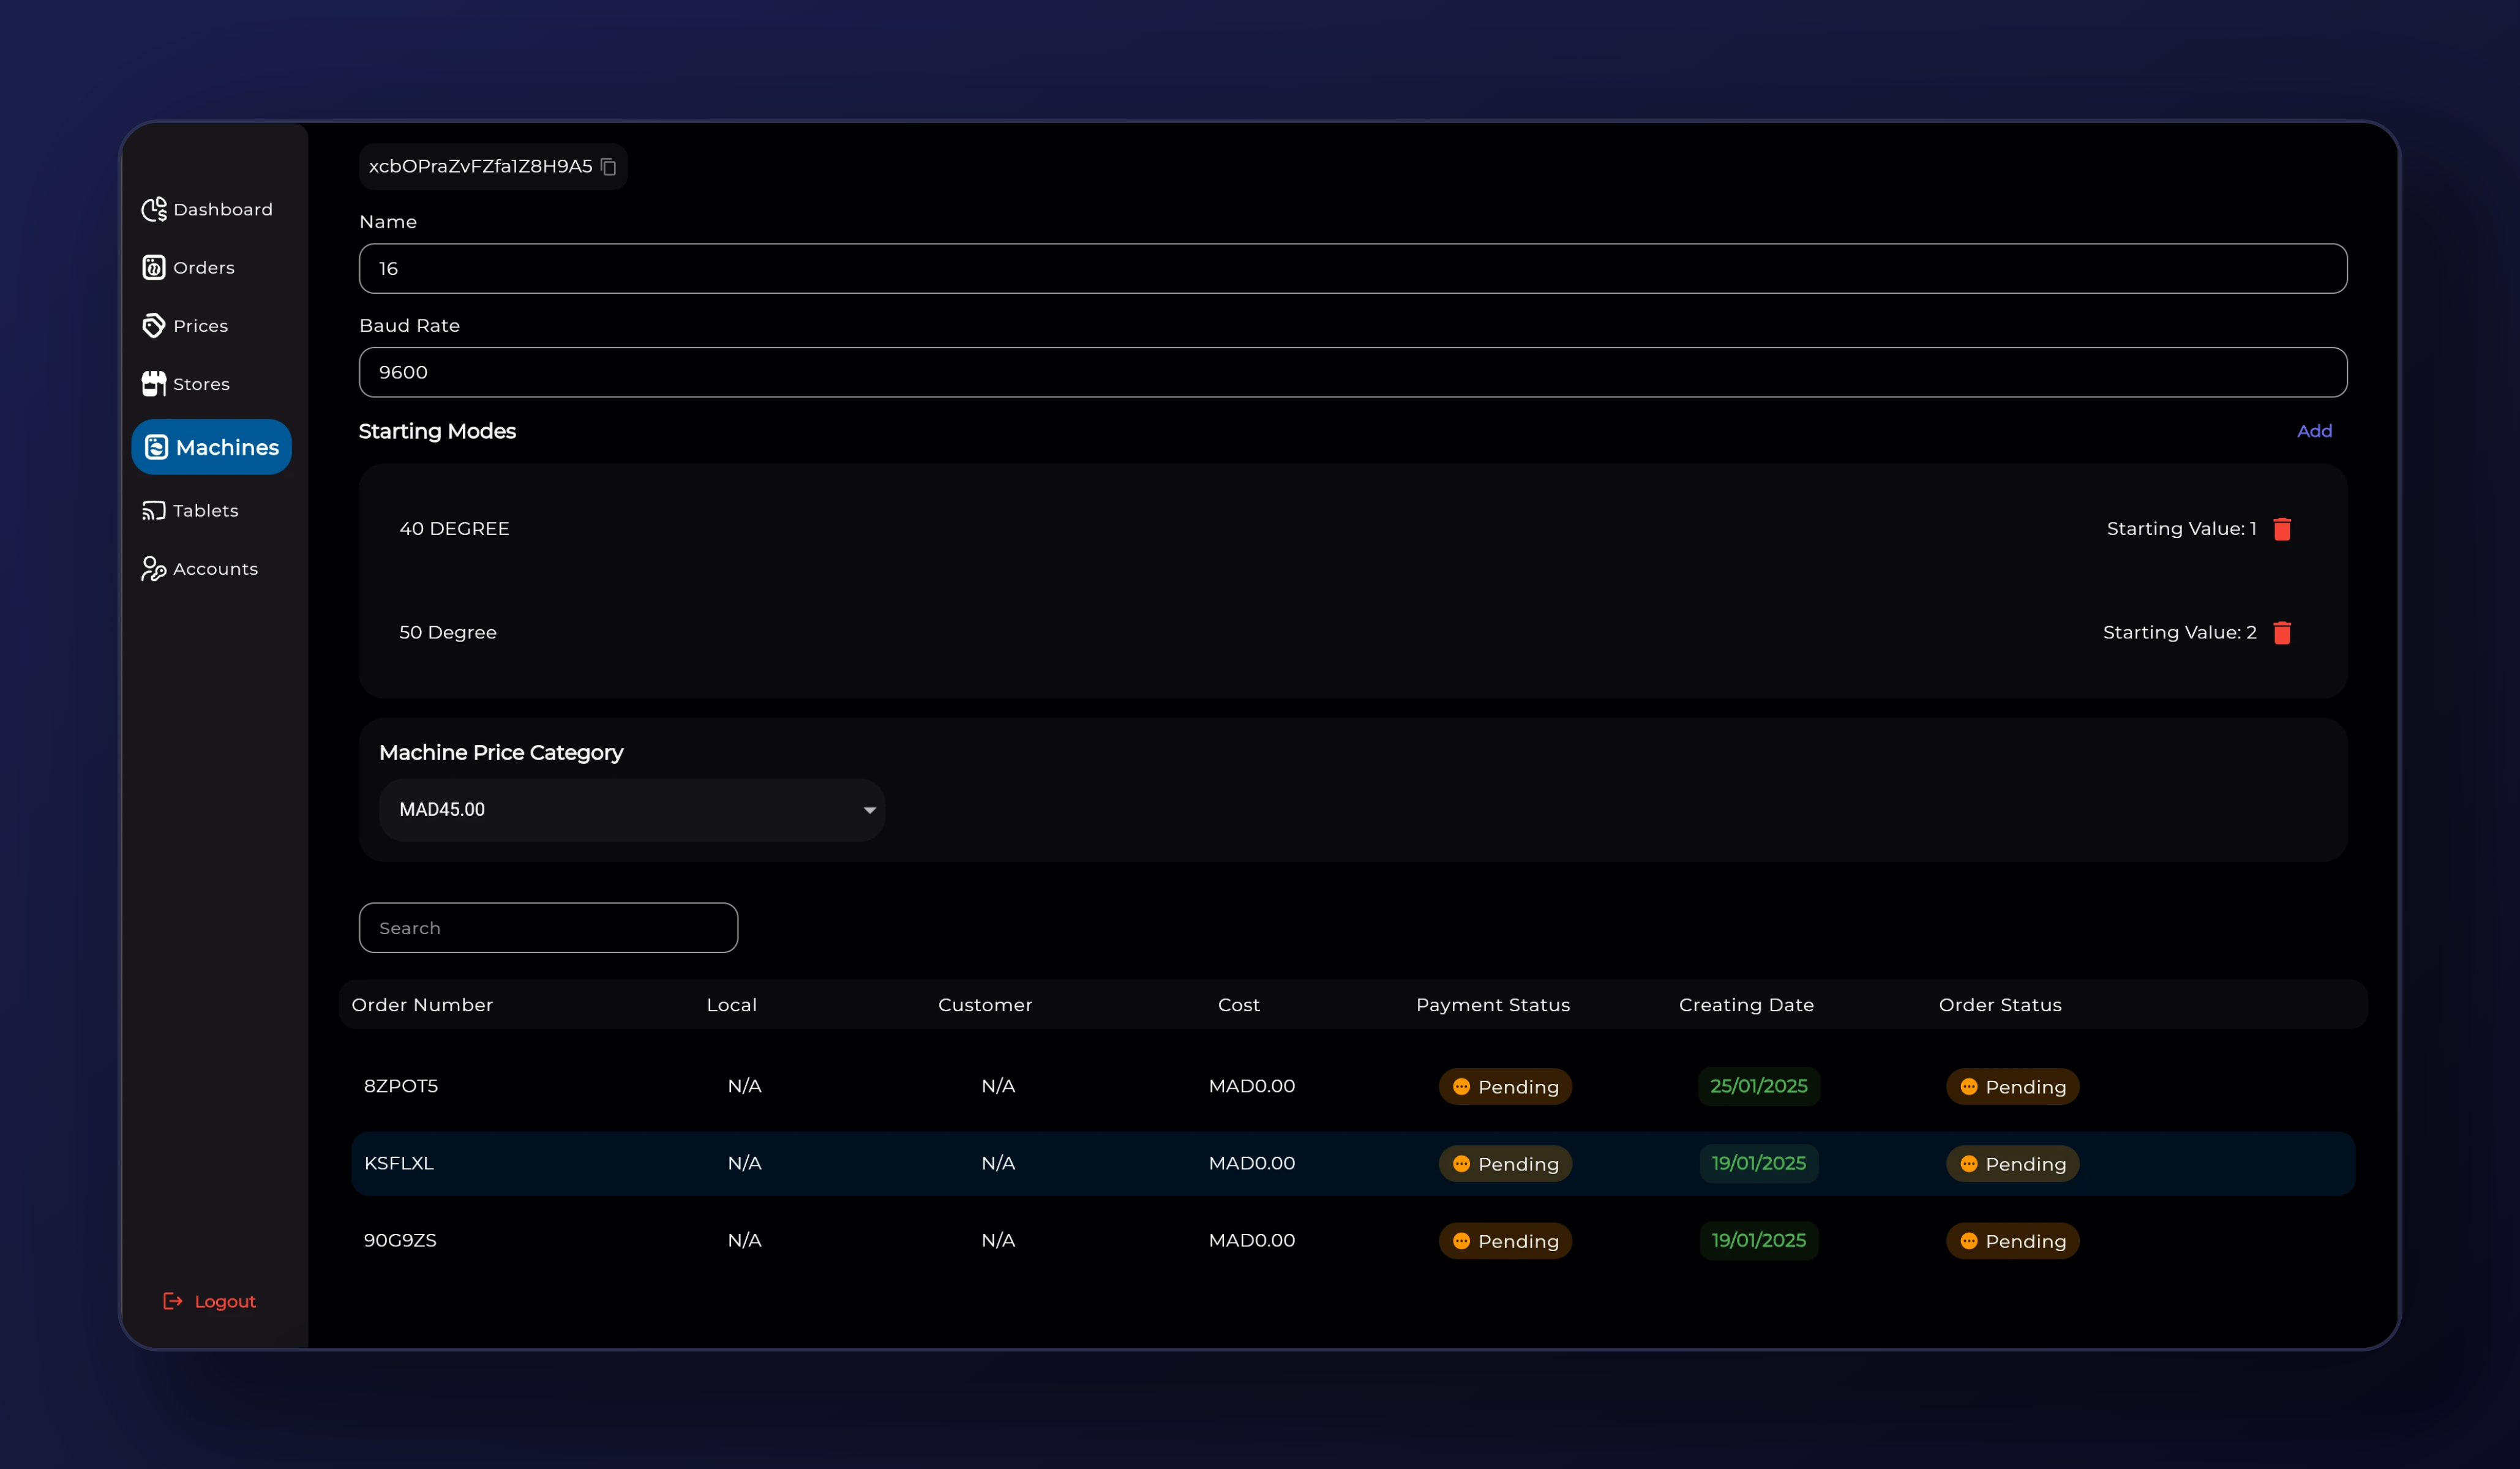 Dashboard
Orders
Prices
Stores
Machines
Tablets
Accounts
Logout
xcbOPraZvFZfa1Z8H9A5
Name
16
Baud Rate
9600
Starting Modes Add
40 DEGREE Starting Value: 1
50 Degree Starting Value: 2
Machine Price Category
MAD45.00
Search
Order Number Local Customer Cost Payment Status Creating Date Order Status
8ZPOT5 N/A N/A MAD0.00 Pending 25/01/2025 Pending
KSFLXL N/A N/A MAD0.00 Pending 19/01/2025 Pending
90G9ZS N/A N/A MAD0.00 Pending 19/01/2025 Pending